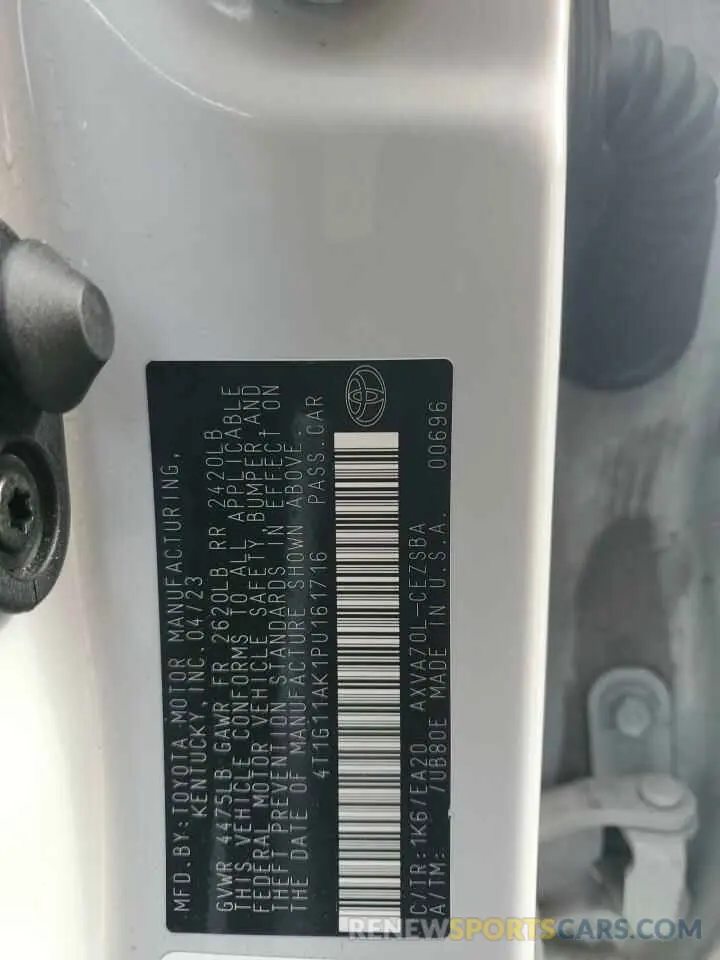 MFD.BY:TOYOTA MOTOR MANUFACTURING,
KENTUCKY, INC. 04/23
GVWR 4475LB GAWR FR 2620LB RR 2420LB
THIS VEHICLE CONFORMS TO ALL APPLICABLE
FEDERAL MOTOR VEHICLE SAFETY, BUMPER AND
THEFT PREVENTION STANDARDS IN EFFECT ON
THE DATE OF MANUFACTURE SHOWN ABOVE.
4T1G11AK1PU161716 PASS.CAR
C/TR:1K6/EA20 AXVA70L-CEZSBA
A/TM: /UB80E MADE IN U.S.A. 00696
RENEWSPORTSCARS.COM